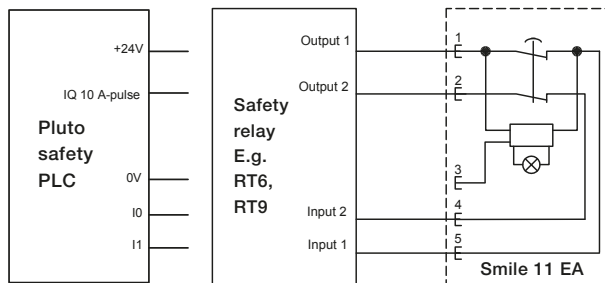 +24V
IQ 10 A-pulse
Pluto
safety
PLC
0V
I0
I1
Output 1
Output 2
Safety
relay
E.g.
RT6,
RT9
Input 2
Input 1
1
2
3
4
5
Smile 11 EA